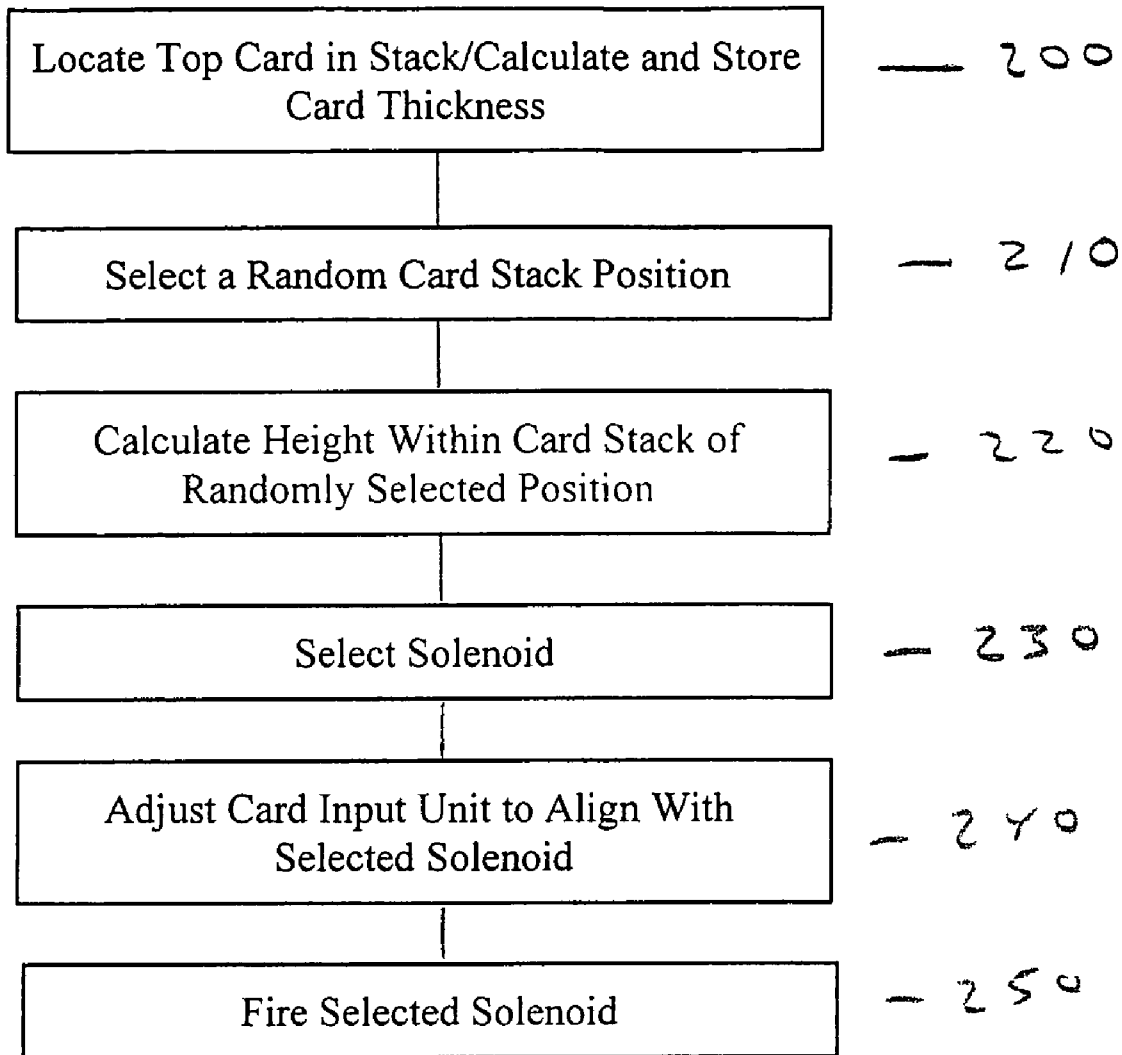 Locate Top Card in Stack/Calculate and Store
Card Thickness
— 200
Select a Random Card Stack Position
— 210
Calculate Height Within Card Stack of
Randomly Selected Position
— 220
Select Solenoid
— 230
Adjust Card Input Unit to Align With
Selected Solenoid
— 240
Fire Selected Solenoid
— 250